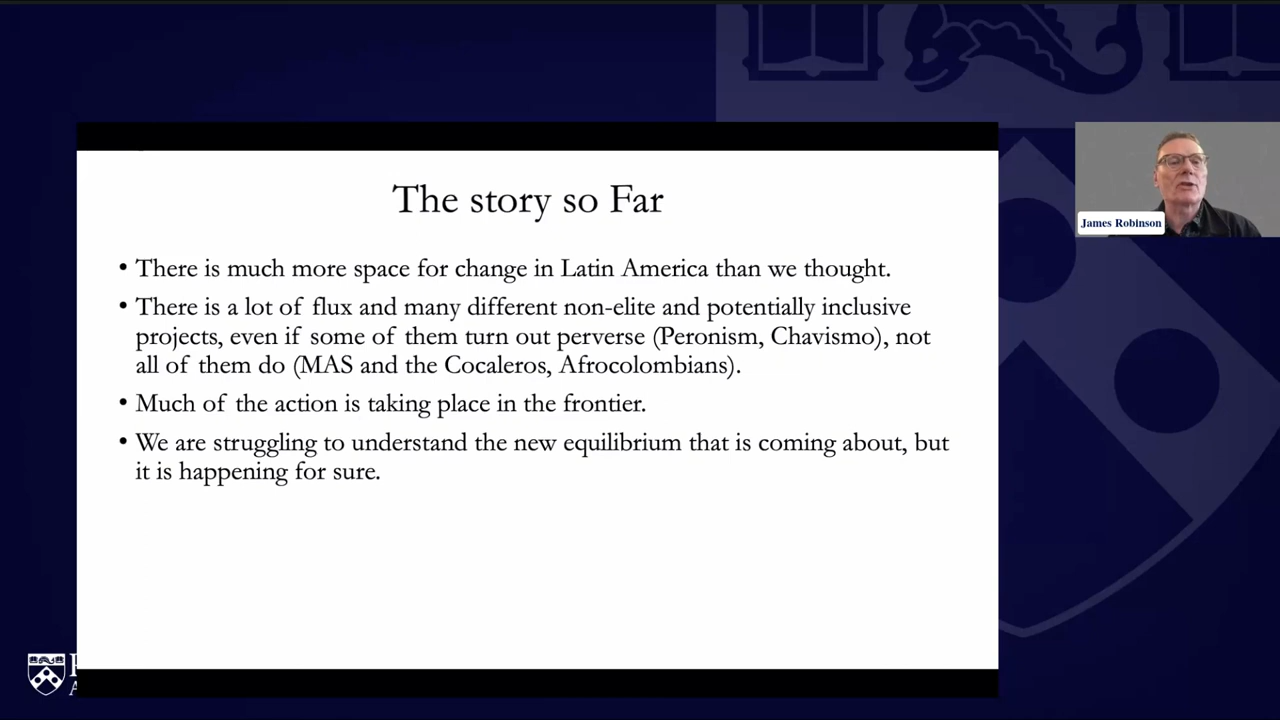 The story so Far
• There is much more space for change in Latin America than we thought.
• There is a lot of flux and many different non-elite and potentially inclusive
projects, even if some of them turn out perverse (Peronism, Chavismo), not
all of them do (MAS and the Cocaleros, Afrocolombians).
• Much of the action is taking place in the frontier.
• We are struggling to understand the new equilibrium that is coming about, but
it is happening for sure.
James Robinson